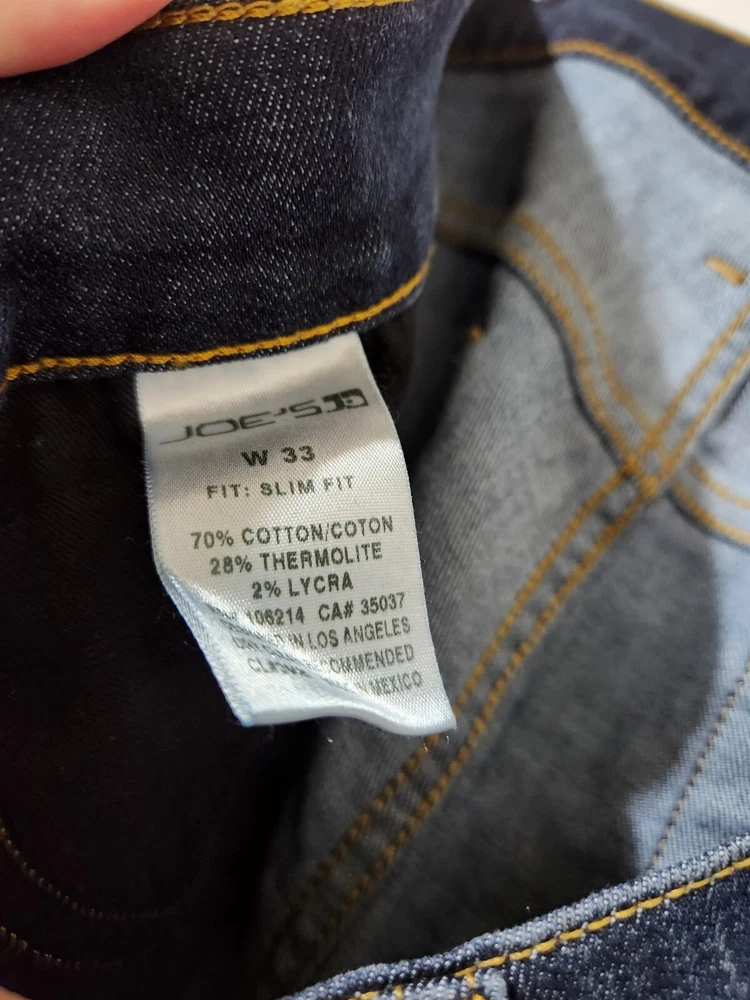 JOE'S
W 33
FIT: SLIM FIT
70% COTTON/COTON
28% THERMOLITE
2% LYCRA
106214 CA# 35037
IN LOS ANGELES
MEXICO